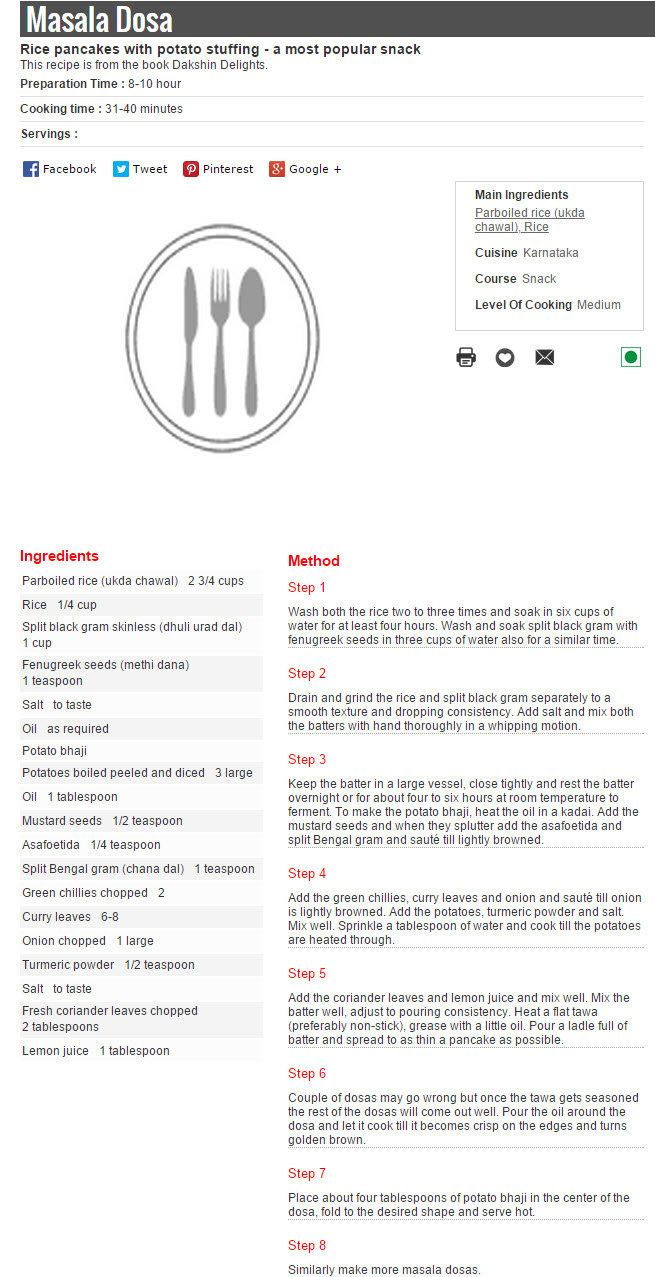 Masala Dosa
Rice pancakes with potato stuffing - a most popular snack
This recipe is from the book Dakshin Delights.
Preparation Time : 8-10 hour
Cooking time : 31-40 minutes
Servings :
Facebook Tweet Pinterest Google +
Main Ingredients
Parboiled rice (ukda
chawal), Rice
Cuisine Karnataka
Course Snack
Level Of Cooking Medium
Ingredients
Parboiled rice (ukda chawal) 2 3/4 cups
Rice 1/4 cup
Split black gram skinless (dhuli urad dal)
1 cup
Fenugreek seeds (methi dana)
1 teaspoon
Salt to taste
Oil as required
Potato bhaji
Potatoes boiled peeled and diced 3 large
Oil 1 tablespoon
Mustard seeds 1/2 teaspoon
Asafoetida 1/4 teaspoon
Split Bengal gram (chana dal) 1 teaspoon
Green chillies chopped 2
Curry leaves 6-8
Onion chopped 1 large
Turmeric powder 1/2 teaspoon
Salt to taste
Fresh coriander leaves chopped
2 tablespoons
Lemon juice 1 tablespoon
Method
Step 1
Wash both the rice two to three times and soak in six cups of
water for at least four hours. Wash and soak split black gram with
fenugreek seeds in three cups of water also for a similar time.
Step 2
Drain and grind the rice and split black gram separately to a
smooth texture and dropping consistency. Add salt and mix both
the batters with hand thoroughly in a whipping motion.
Step 3
Keep the batter in a large vessel, close tightly and rest the batter
overnight or for about four to six hours at room temperature to
ferment. To make the potato bhaji, heat the oil in a kadai. Add the
mustard seeds and when they splutter add the asafoetida and
split Bengal gram and sauté till lightly browned.
Step 4
Add the green chillies, curry leaves and onion and sauté till onion
is lightly browned. Add the potatoes, turmeric powder and salt.
Mix well. Sprinkle a tablespoon of water and cook till the potatoes
are heated through.
Step 5
Add the coriander leaves and lemon juice and mix well. Mix the
batter well, adjust to pouring consistency. Heat a flat tawa
(preferably non-stick), grease with a little oil. Pour a ladle full of
batter and spread to as thin a pancake as possible.
Step 6
Couple of dosas may go wrong but once the tawa gets seasoned
the rest of the dosas will come out well. Pour the oil around the
dosa and let it cook till it becomes crisp on the edges and turns
golden brown.
Step 7
Place about four tablespoons of potato bhaji in the center of the
dosa, fold to the desired shape and serve hot.
Step 8
Similarly make more masala dosas.